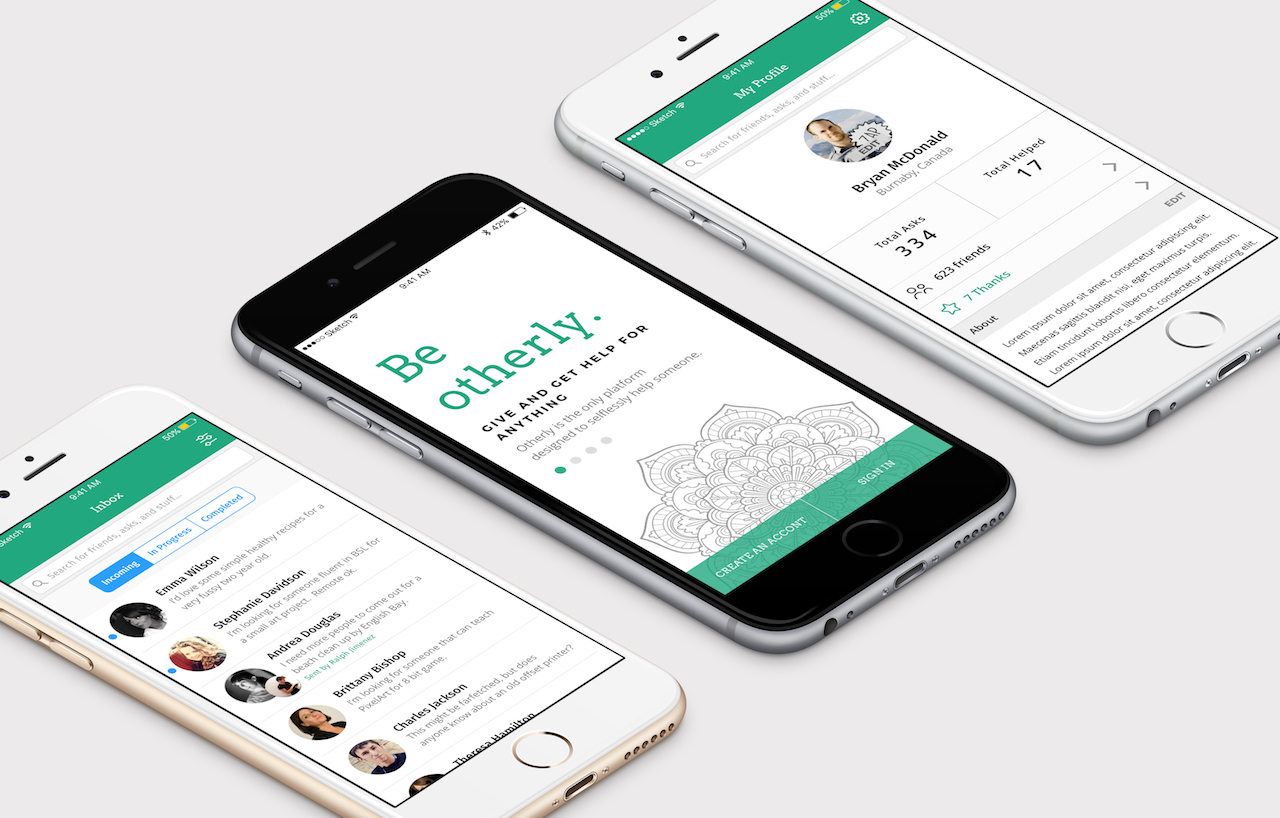 Sketch
9:41 AM
50%
Inbox
Search for friends, asks, and stuff...
Incoming
In Progress
Completed
Emma Wilson
I'd love some simple healthy recipes for a
very fussy two year old.
Stephanie Davidson
I'm looking for someone fluent in BSL for
a small art project. Remote ok.
Andrea Douglas
I need more people to come out for a
beach clean up by English Bay.
Sent by Ralph Jimenez
Brittany Bishop
I'm looking for someone that can teach
PixelArt for 8 bit game.
Charles Jackson
This might be farfetched, but does
anyone know about an old offset printer?
Theresa Hamilton
Sketch
9:41 AM
42%
Be
otherly.
GIVE AND GET HELP FOR
ANYTHING
Otherly is the only platform
designed to selflessly help someone.
CREATE AN ACCONT
SIGN IN
Sketch
9:41 AM
50%
My Profile
Search for friends, asks, and stuff...
ZAP
EDIT
Bryan McDonald
Burnaby, Canada
Total Asks
334
Total Helped
17
623 friends
7 Thanks
About
EDIT
Lorem ipsum dolor sit amet, consectetur adipiscing elit.
Maecenas sagittis blandit nisi, eget maximus turpis.
Etiam tincidunt lobortis libero consectetur elementum.
Lorem ipsum dolor sit amet, consectetur adipiscing elit.